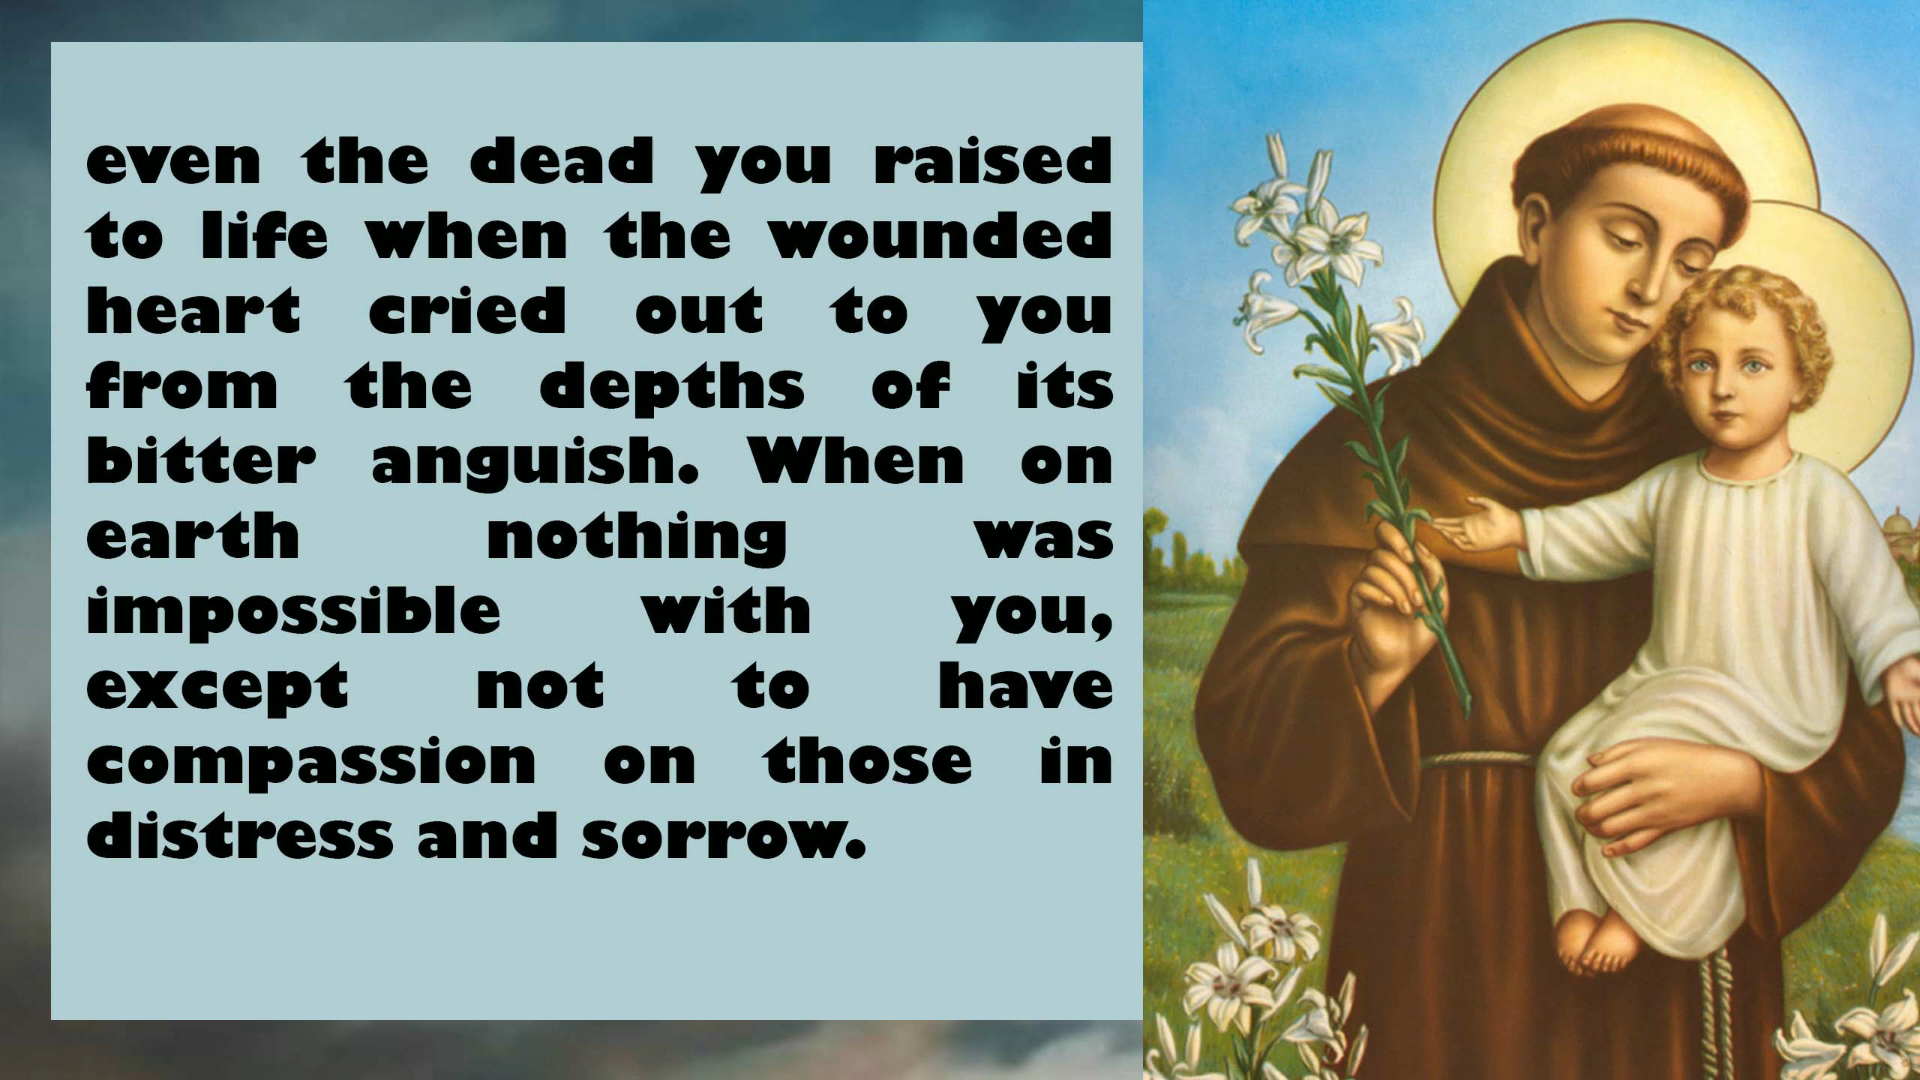 even the dead you raised
to life when the wounded
heart cried out to you
from the depths of its
bitter anguish. When on
earth nothing was
impossible with you,
except not to have
compassion on those in
distress and sorrow.